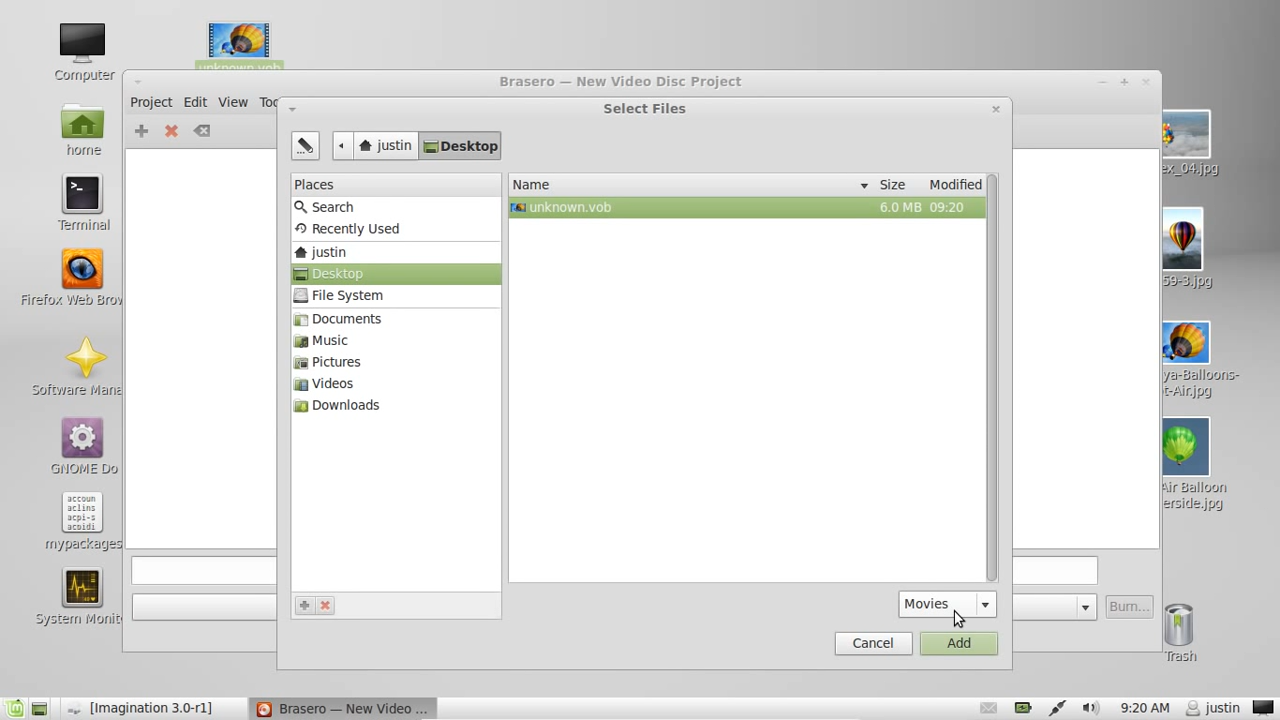 Computer
unknown.vob
home
Terminal
Firefox Web Brow
Software Mana
GNOME Do
accoun
aclins
acpi-s
acpidi
mypackages
System Monit
Brasero — New Video Disc Project
Project Edit View Too
Select Files
justin Desktop
Places
Search
Recently Used
justin
Desktop
File System
Documents
Music
Pictures
Videos
Downloads
Name Size Modified
unknown.vob 6.0 MB 09:20
Movies
Cancel Add
Burn...
ex_04.jpg
59-3.jpg
ya-Balloons-
t-Air.jpg
Air Balloon
erside.jpg
Trash
[Imagination 3.0-r1] Brasero — New Video ... 9:20 AM justin